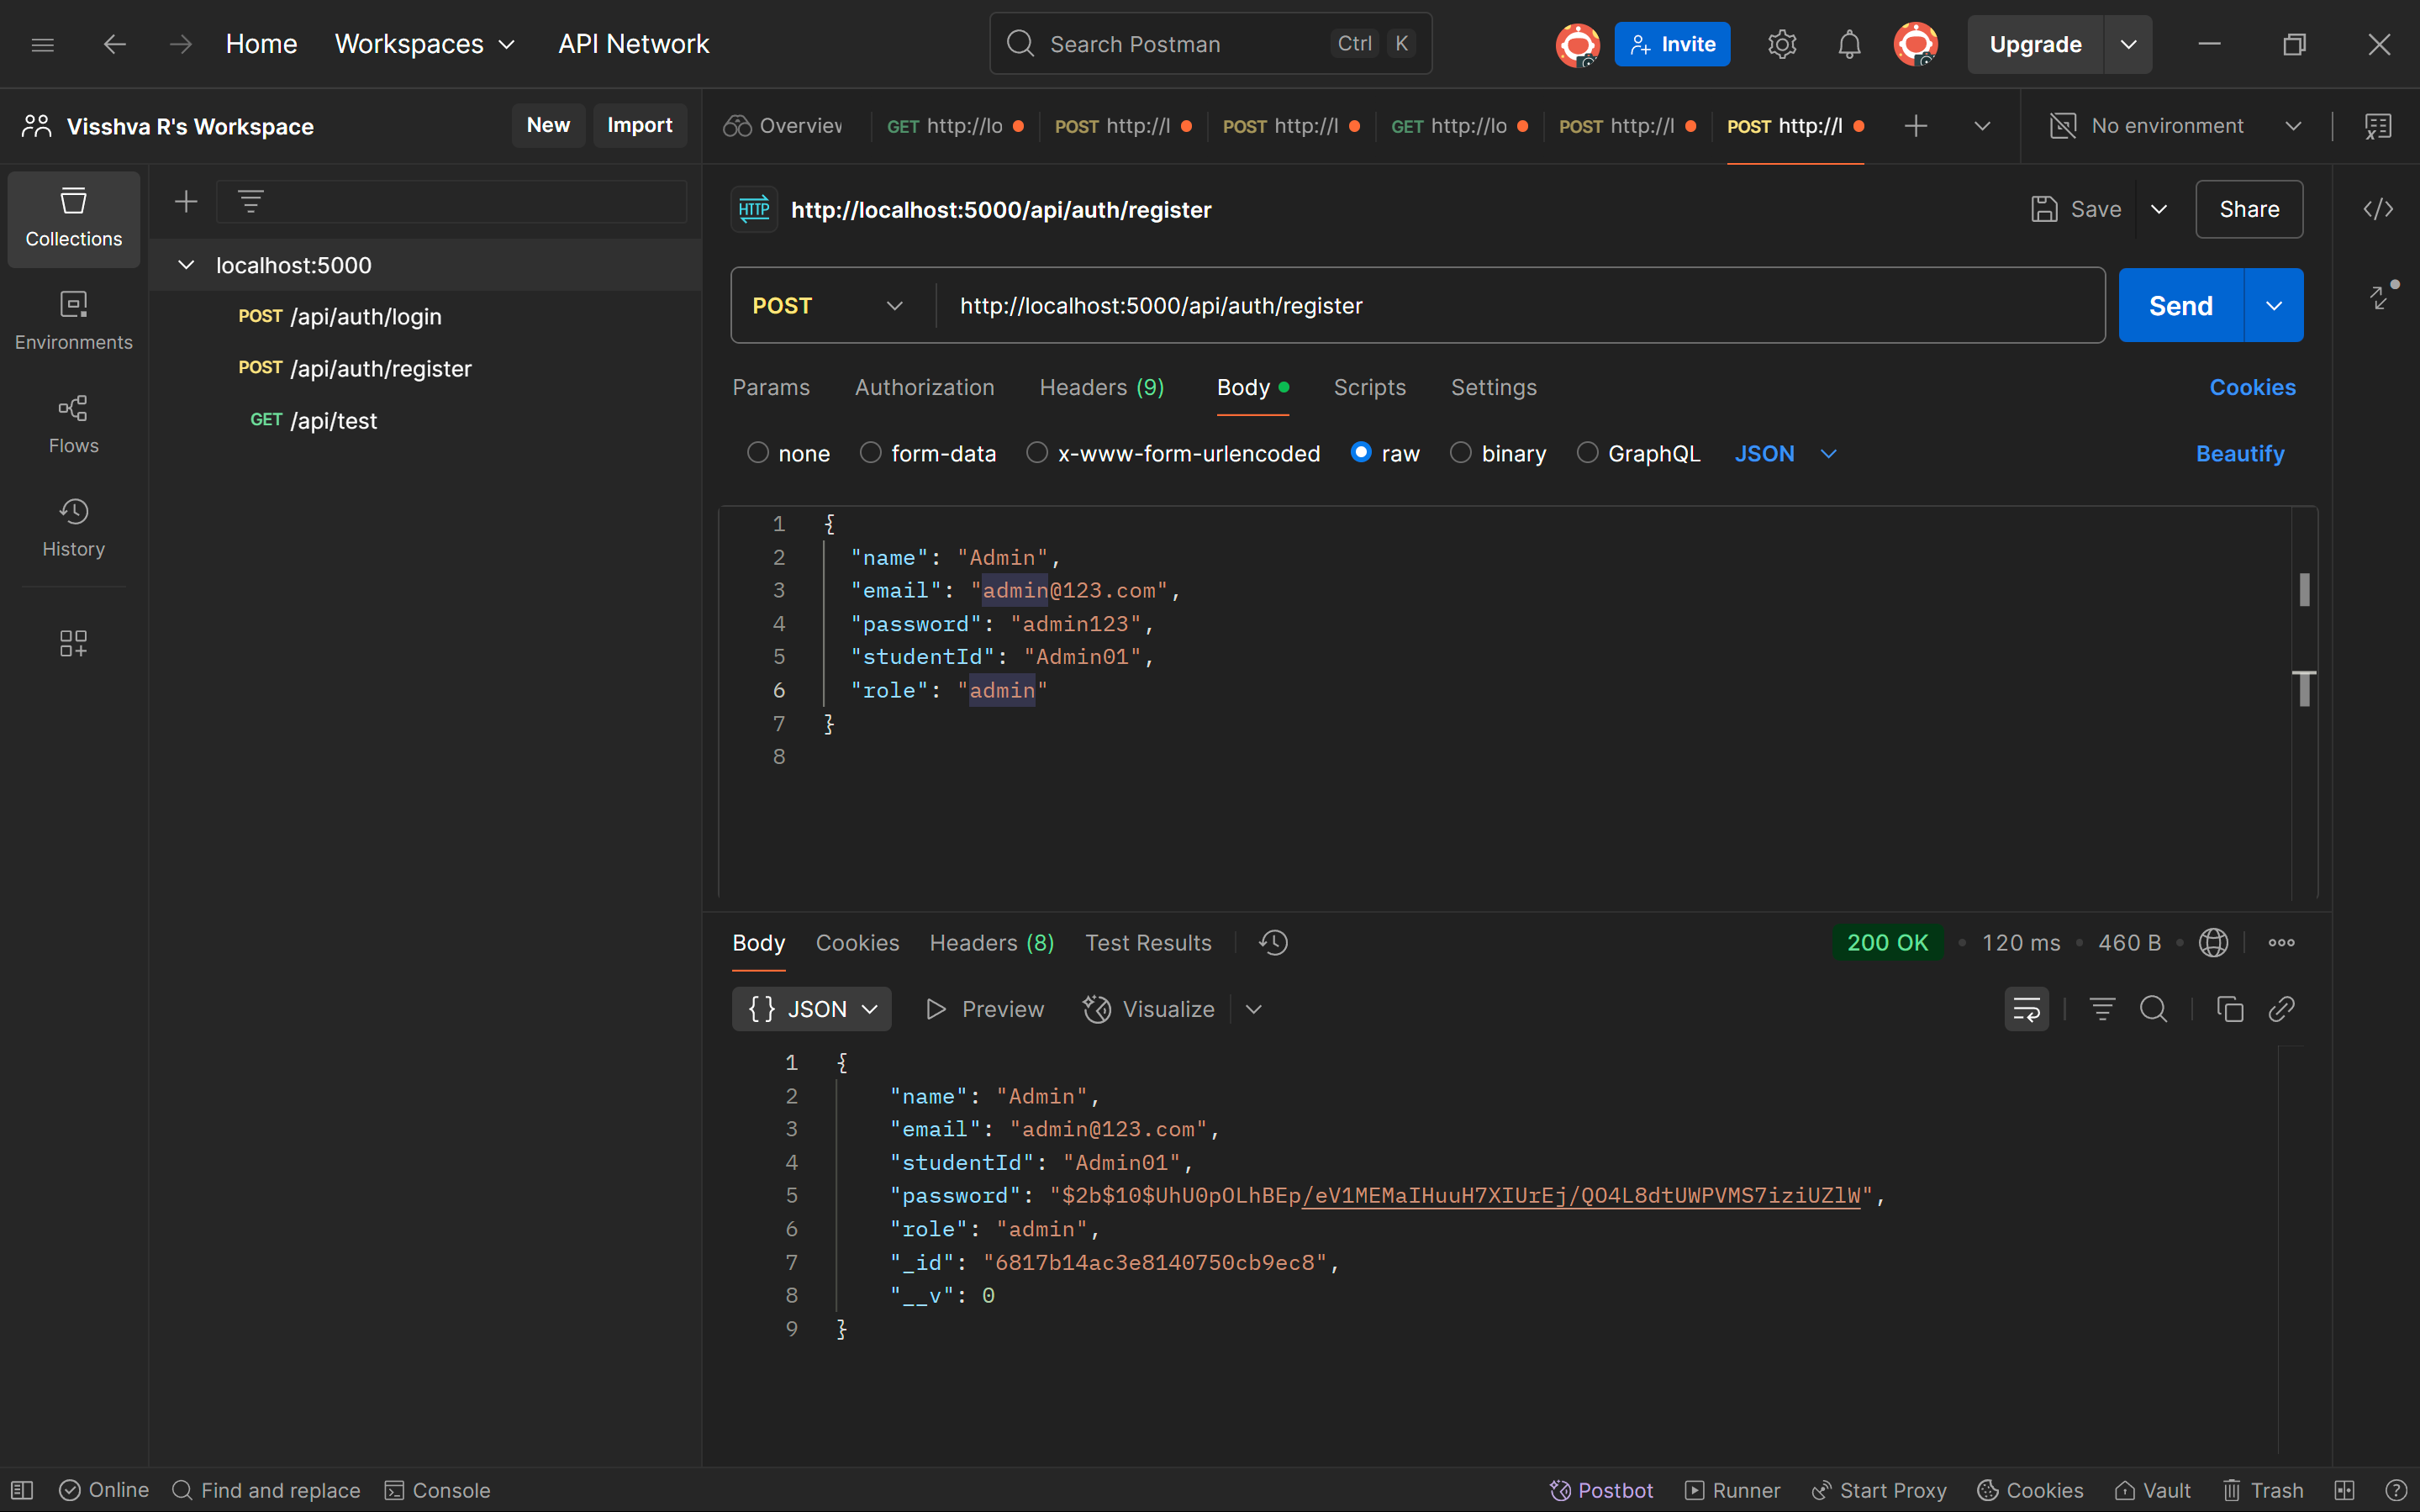 Home Workspaces API Network Search Postman Ctrl K Invite Upgrade
Visshva R's Workspace New Import Overview GET http://lo POST http://l POST http://l GET http://lo POST http://l POST http://l No environment
Collections
Environments
Flows
History
localhost:5000
POST /api/auth/login
POST /api/auth/register
GET /api/test
HTTP http://localhost:5000/api/auth/register Save Share
POST http://localhost:5000/api/auth/register Send
Params Authorization Headers (9) Body Scripts Settings Cookies
none form-data x-www-form-urlencoded raw binary GraphQL JSON Beautify
1 {
2 "name": "Admin",
3 "email": "admin@123.com",
4 "password": "admin123",
5 "studentId": "Admin01",
6 "role": "admin"
7 }
8
Body Cookies Headers (8) Test Results 200 OK • 120 ms • 460 B •
{} JSON Preview Visualize
1 {
2 "name": "Admin",
3 "email": "admin@123.com",
4 "studentId": "Admin01",
5 "password": "$2b$10$UhU0pOLhBEp/eV1MEMaIHuuH7XIUrEj/QO4L8dtUWPVMS7iziUZlW",
6 "role": "admin",
7 "_id": "6817b14ac3e8140750cb9ec8",
8 "__v": 0
9 }
Online Find and replace Console Postbot Runner Start Proxy Cookies Vault Trash